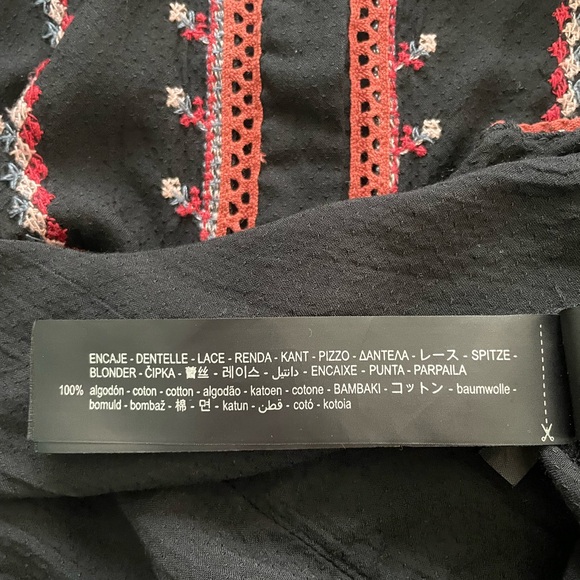 ENCAJE - DENTELLE - LACE - RENDA - KANT - PIZZO - ΔΑΝΤΕΛΑ - レース - SPITZE -
BLONDER - ČIPKA - 蕾丝 - 레이스 - دانتيل - ENCAIXE - PUNTA - PARPAILA
100% algodón - coton - cotton - algodão - katoen - cotone - BAMBAKI - コットン - baumwolle -
bomuld - bombaž - 棉 - 면 - katun - قطن - cotó - kotoia